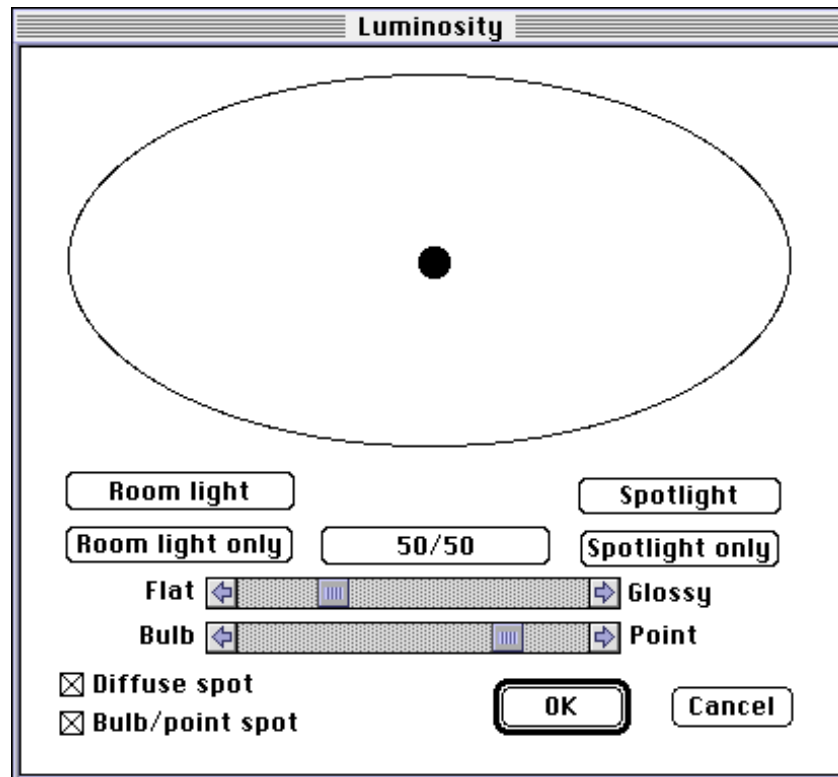 Luminosity
Room light
Spotlight
Room light only
50/50
Spotlight only
Flat
Glossy
Bulb
Point
Diffuse spot
Bulb/point spot
OK
Cancel